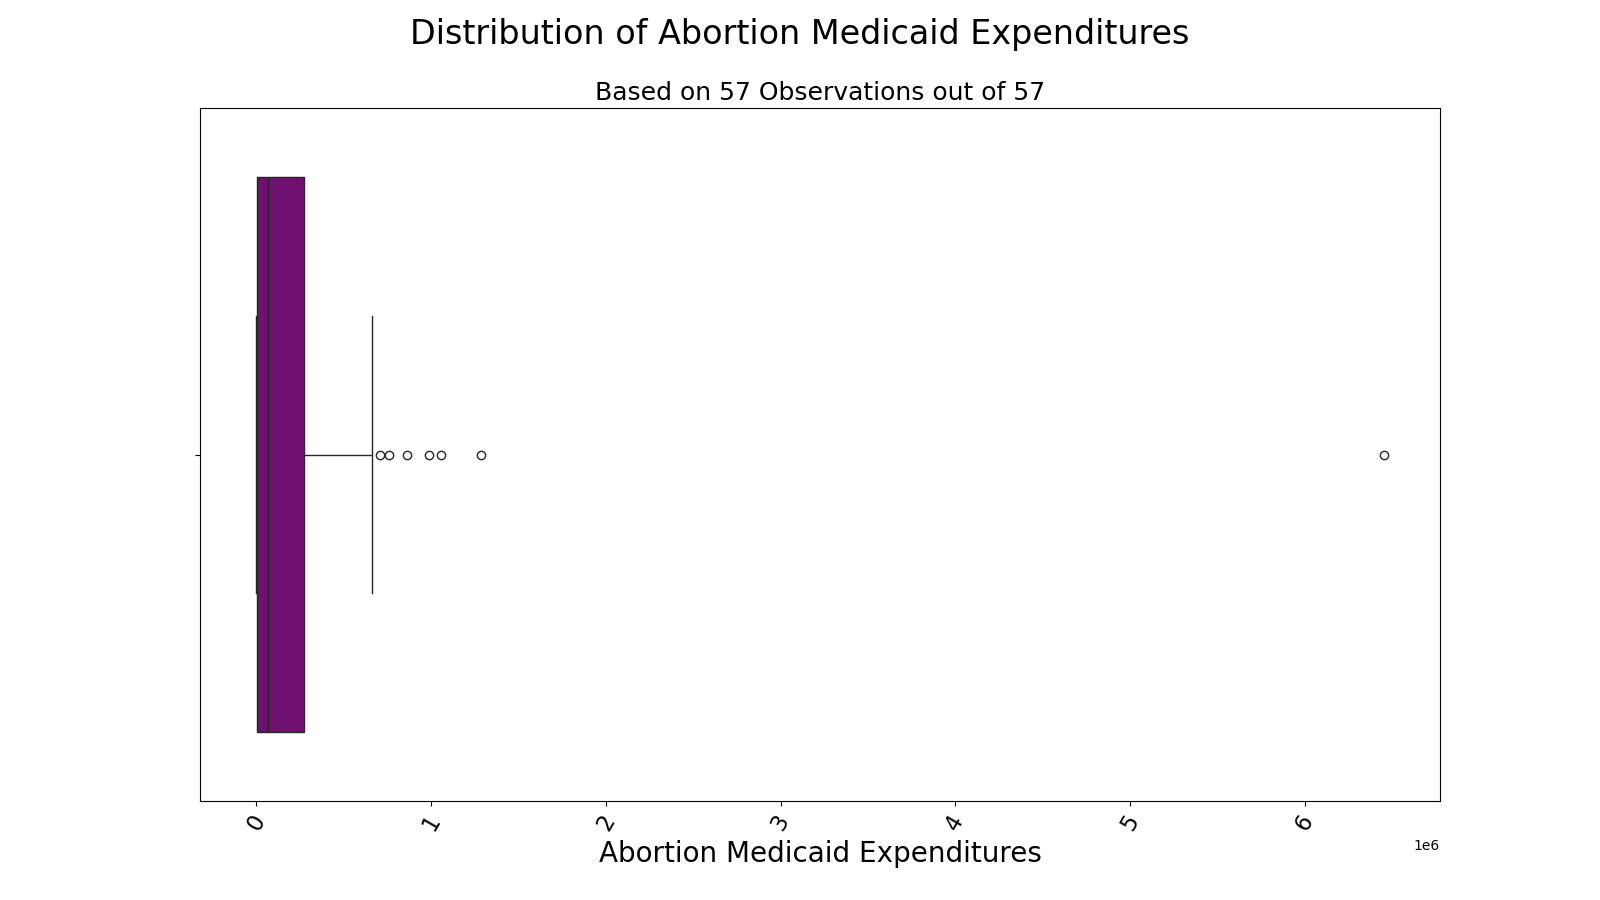 Distribution of Abortion Medicaid Expenditures
Based on 57 Observations out of 57
0 1 2 3 4 5 6
1e6
Abortion Medicaid Expenditures